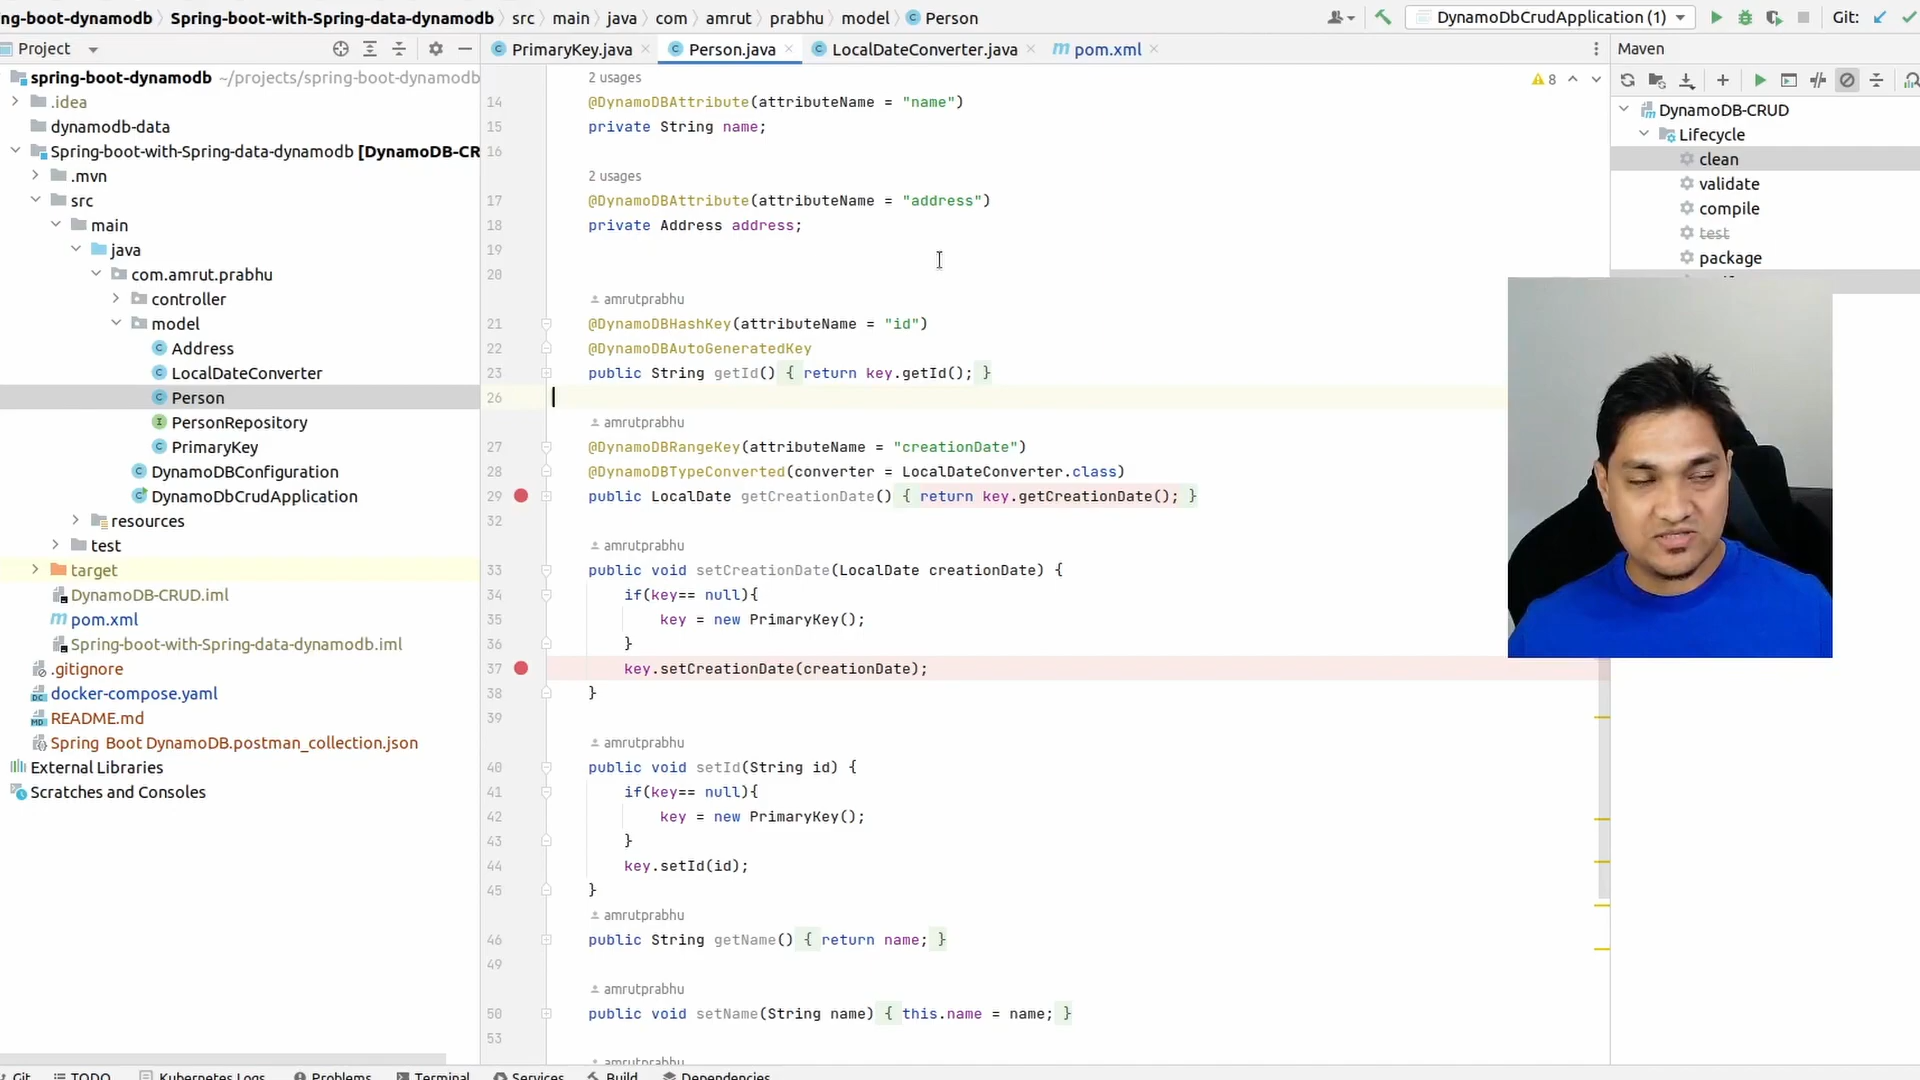 ng-boot-dynamodb Spring-boot-with-Spring-data-dynamodb src main java com amrut prabhu model Person
DynamoDbCrudApplication (1) Git:
Project
PrimaryKey.java Person.java LocalDateConverter.java pom.xml
Maven
spring-boot-dynamodb ~/projects/spring-boot-dynamodb
.idea
dynamodb-data
Spring-boot-with-Spring-data-dynamodb [DynamoDB-CR
.mvn
src
main
java
com.amrut.prabhu
controller
model
Address
LocalDateConverter
Person
PersonRepository
PrimaryKey
DynamoDBConfiguration
DynamoDbCrudApplication
resources
test
target
DynamoDB-CRUD.iml
pom.xml
Spring-boot-with-Spring-data-dynamodb.iml
.gitignore
docker-compose.yaml
README.md
Spring Boot DynamoDB.postman_collection.json
External Libraries
Scratches and Consoles
2 usages
8
14 @DynamoDBAttribute(attributeName = "name")
15 private String name;
16
2 usages
17 @DynamoDBAttribute(attributeName = "address")
18 private Address address;
19
20
amrutprabhu
21 @DynamoDBHashKey(attributeName = "id")
22 @DynamoDBAutoGeneratedKey
23 public String getId() { return key.getId(); }
26
amrutprabhu
27 @DynamoDBRangeKey(attributeName = "creationDate")
28 @DynamoDBTypeConverted(converter = LocalDateConverter.class)
29 public LocalDate getCreationDate() { return key.getCreationDate(); }
32
amrutprabhu
33 public void setCreationDate(LocalDate creationDate) {
34 if(key== null){
35 key = new PrimaryKey();
36 }
37 key.setCreationDate(creationDate);
38 }
39
amrutprabhu
40 public void setId(String id) {
41 if(key== null){
42 key = new PrimaryKey();
43 }
44 key.setId(id);
45 }
amrutprabhu
46 public String getName() { return name; }
49
amrutprabhu
50 public void setName(String name) { this.name = name; }
53
amrutprabhu
DynamoDB-CRUD
Lifecycle
clean
validate
compile
test
package
Git TODO Kubernetes Logs Problems Terminal Services Build Dependencies